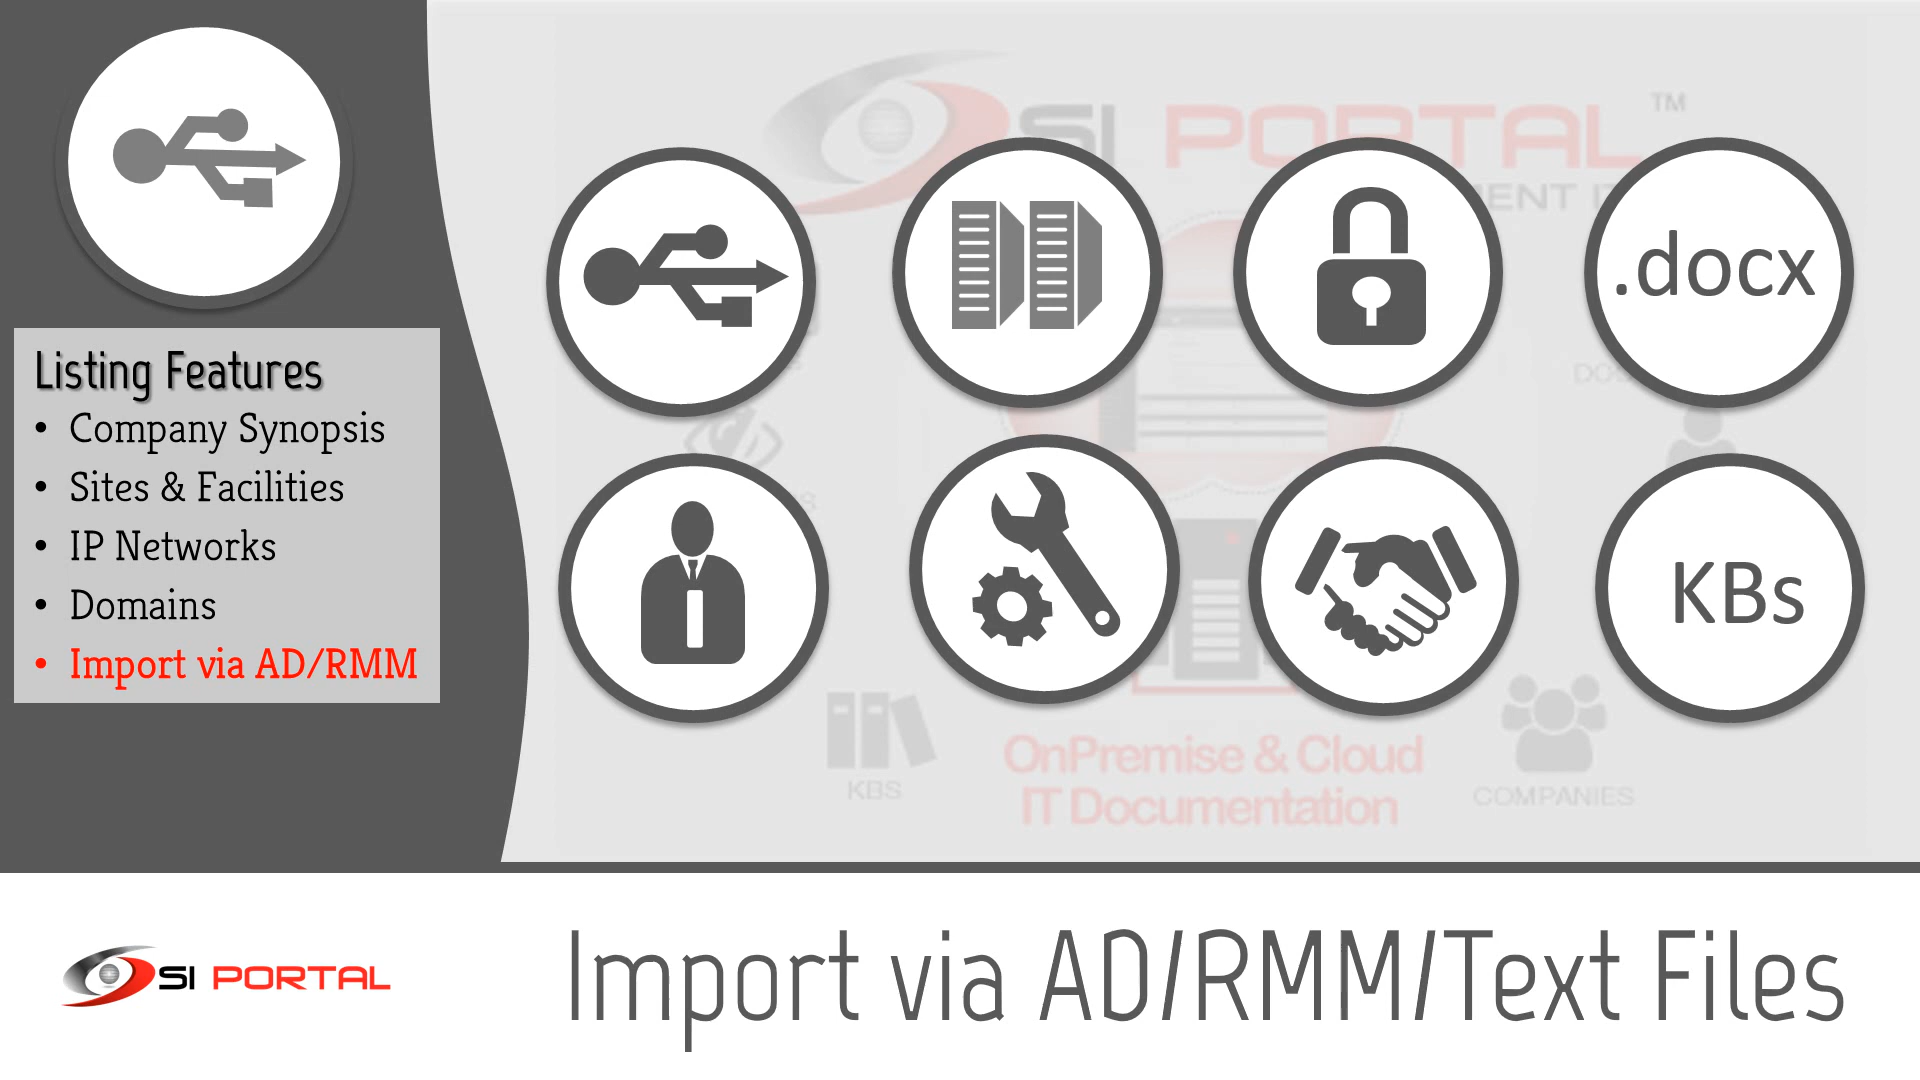 Listing Features
• Company Synopsis
• Sites & Facilities
• IP Networks
• Domains
• Import via AD/RMM
SI PORTAL
TM
.docx
KBs
KBS
COMPANIES
OnPremise & Cloud
IT Documentation
SI PORTAL
Import via AD/RMM/Text Files